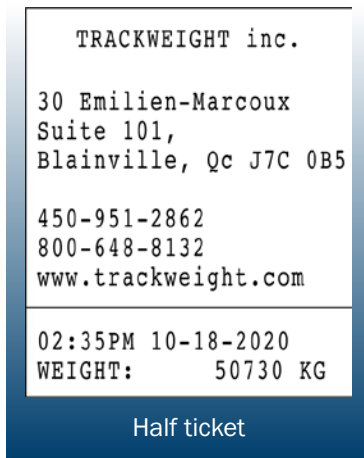 TRACKWEIGHT inc.
30 Emilien-Marcoux
Suite 101,
Blainville, Qc J7C 0B5
450-951-2862
800-648-8132
www.trackweight.com
02:35PM 10-18-2020
WEIGHT: 50730 KG
Half ticket